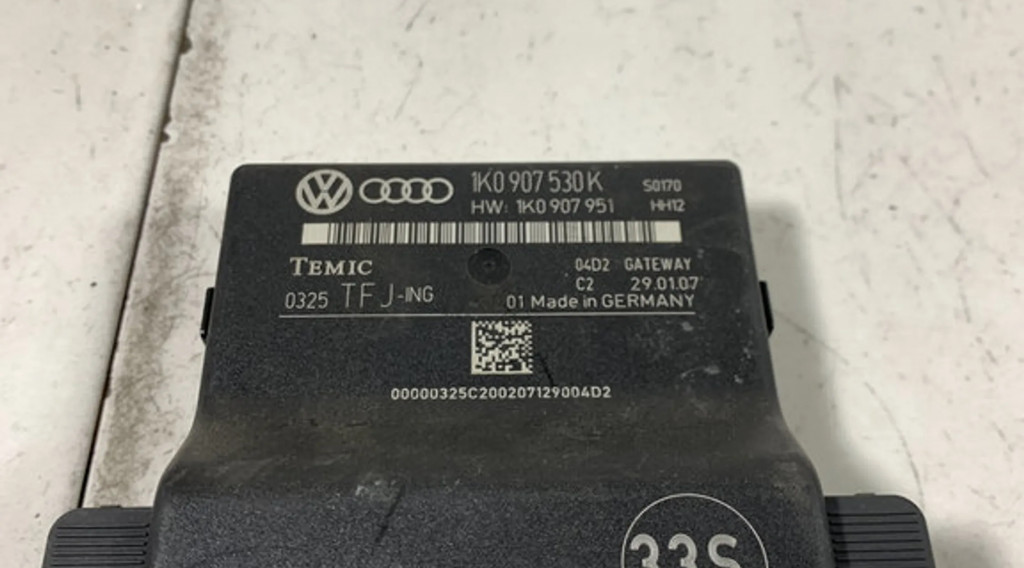 1K0 907 530 K S0170
HW: 1K0 907 951 HH12
TEMIC 04D2 GATEWAY
C2 29.01.07
0325 TFJ-ING 01 Made in GERMANY
00000325C200207129004D2
33S